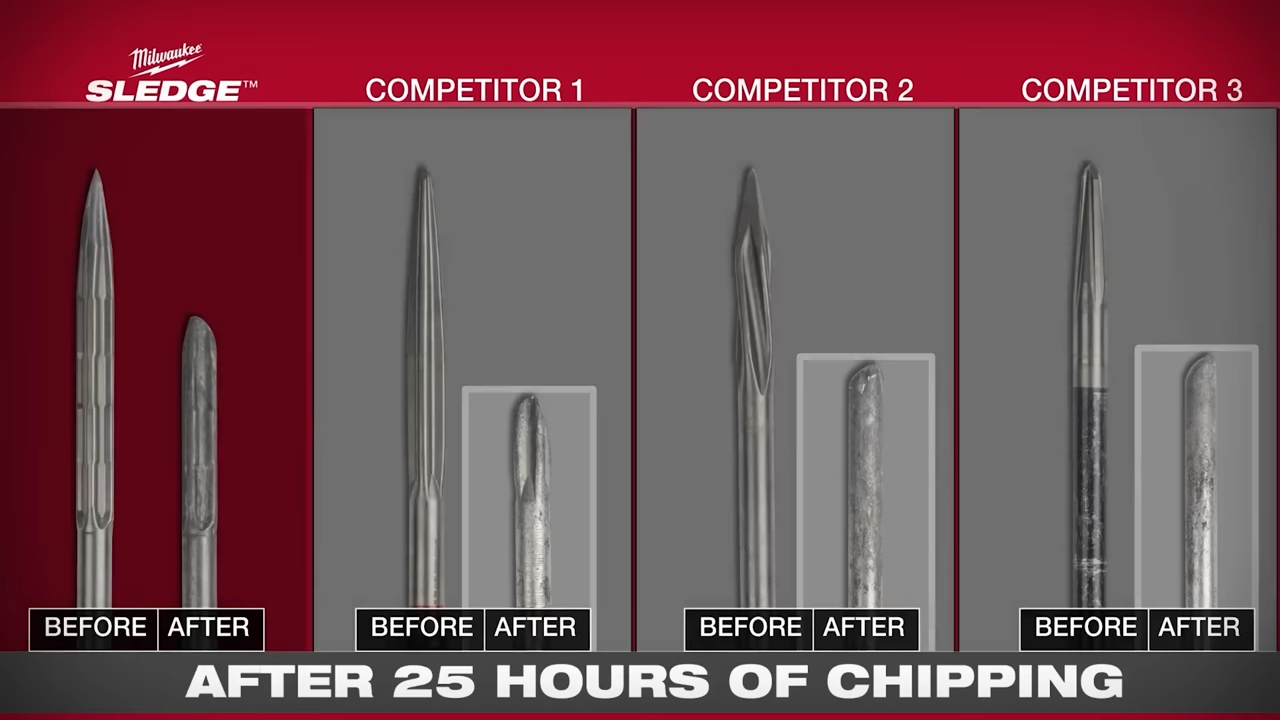 Milwaukee
SLEDGE™
COMPETITOR 1
COMPETITOR 2
COMPETITOR 3
BEFORE AFTER
BEFORE AFTER
BEFORE AFTER
BEFORE AFTER
AFTER 25 HOURS OF CHIPPING